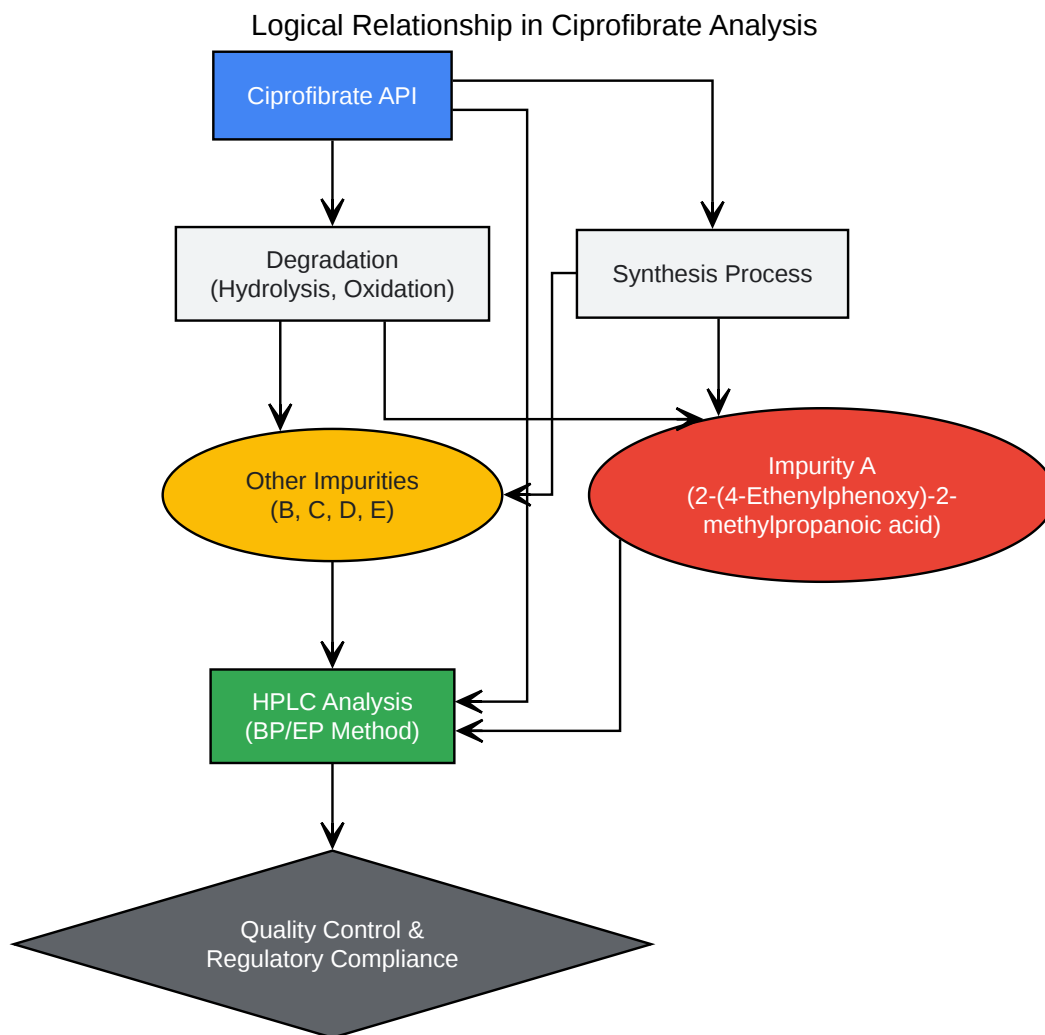 Logical Relationship in Ciprofibrate Analysis
Ciprofibrate API
Degradation
(Hydrolysis, Oxidation)
Synthesis Process
Other Impurities
(B, C, D, E)
Impurity A
(2-(4-Ethenylphenoxy)-2-
methylpropanoic acid)
HPLC Analysis
(BP/EP Method)
Quality Control &
Regulatory Compliance